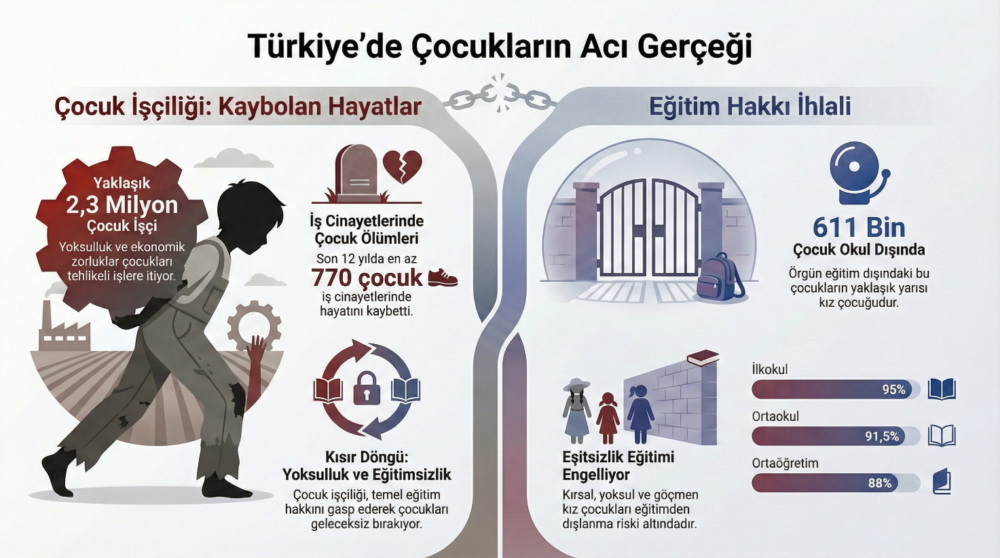 Türkiye'de Çocukların Acı Gerçeği
Çocuk İşçiliği: Kaybolan Hayatlar
Yaklaşık
2,3 Milyon
Çocuk İşçi
Yoksulluk ve ekonomik
zorluklar çocukları
tehlikeli işlere itiyor.
İş Cinayetlerinde
Çocuk Ölümleri
Son 12 yılda en az
770 çocuk
iş cinayetlerinde
hayatını kaybetti.
Kısır Döngü:
Yoksulluk ve Eğitimsizlik
Çocuk işçiliği, temel eğitim
hakkını gasp ederek çocukları
geleceksiz bırakıyor.
Eğitim Hakkı İhlali
611 Bin
Çocuk Okul Dışında
Örgün eğitim dışındaki bu
çocukların yaklaşık yarısı
kız çocuğudur.
Eşitsizlik Eğitimi
Engelliyor
Kırsal, yoksul ve göçmen
kız çocukları eğitimden
dışlanma riski altındadır.
İlkokul
95%
Ortaokul
91,5%
Ortaöğretim
88%